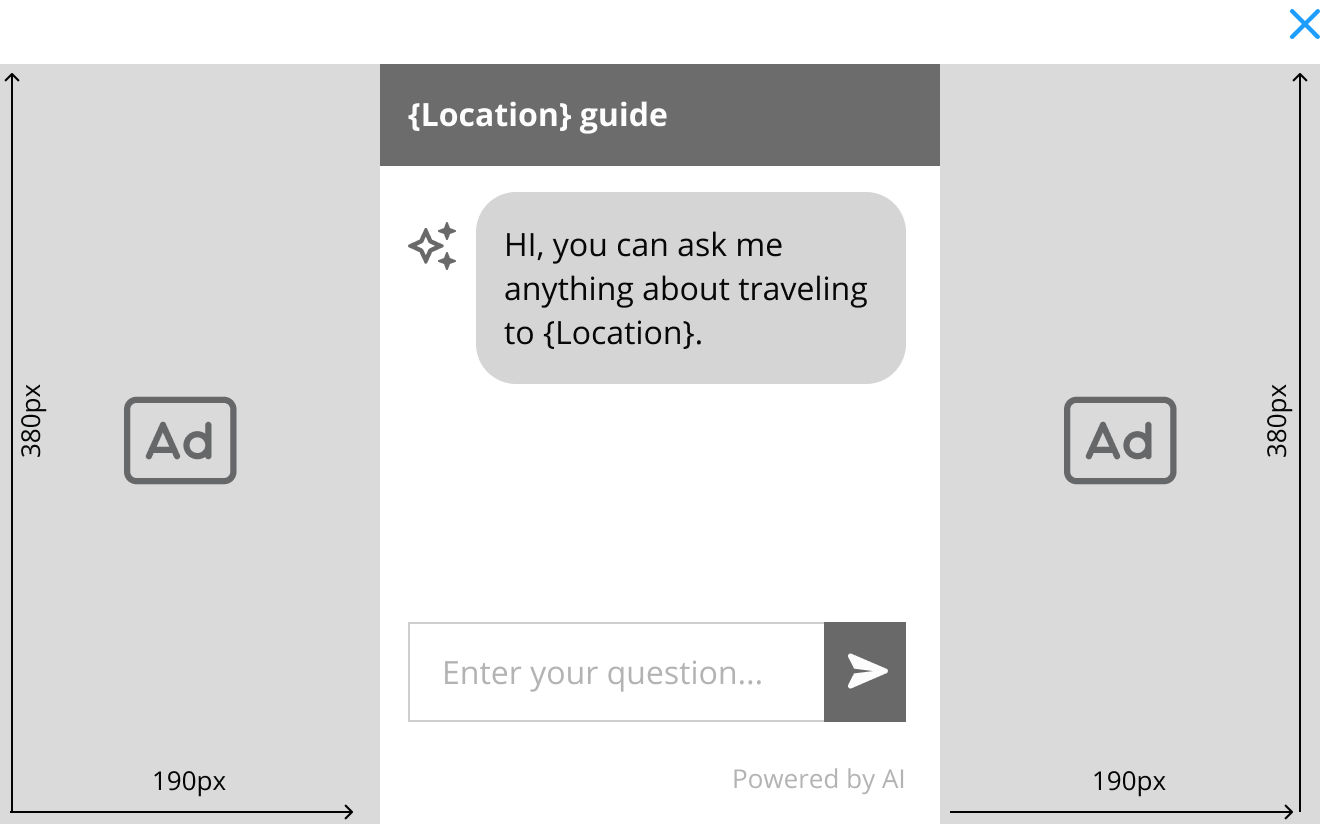 {Location} guide
HI, you can ask me
anything about traveling
to {Location}.
380px
Ad
190px
Enter your question...
Powered by AI
380px
Ad
190px